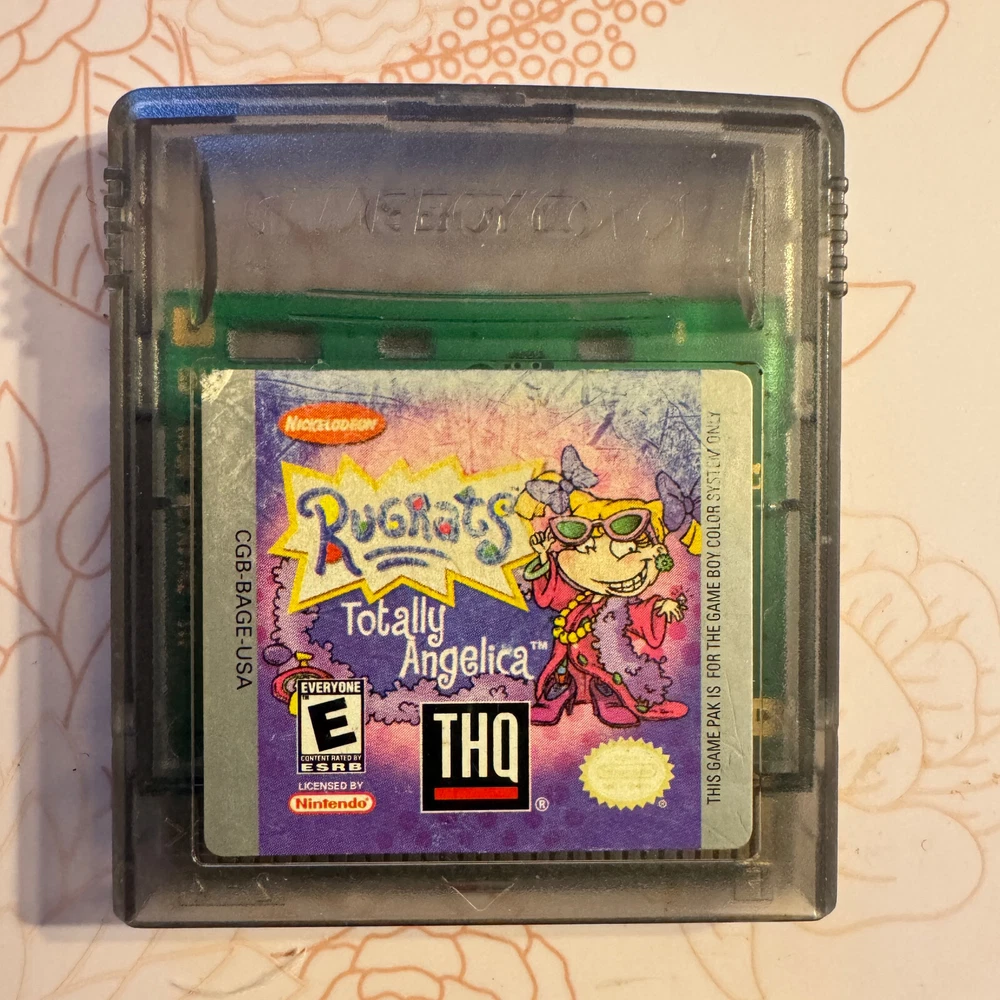 GAME BOY COLOR
NICKELODEON
RUGRATS
Totally
Angelica™
CGB-BAGE-USA
THIS GAME PAK IS FOR THE GAME BOY COLOR SYSTEM ONLY
EVERYONE
E
™
CONTENT RATED BY
ESRB
LICENSED BY
Nintendo®
THQ
®
®